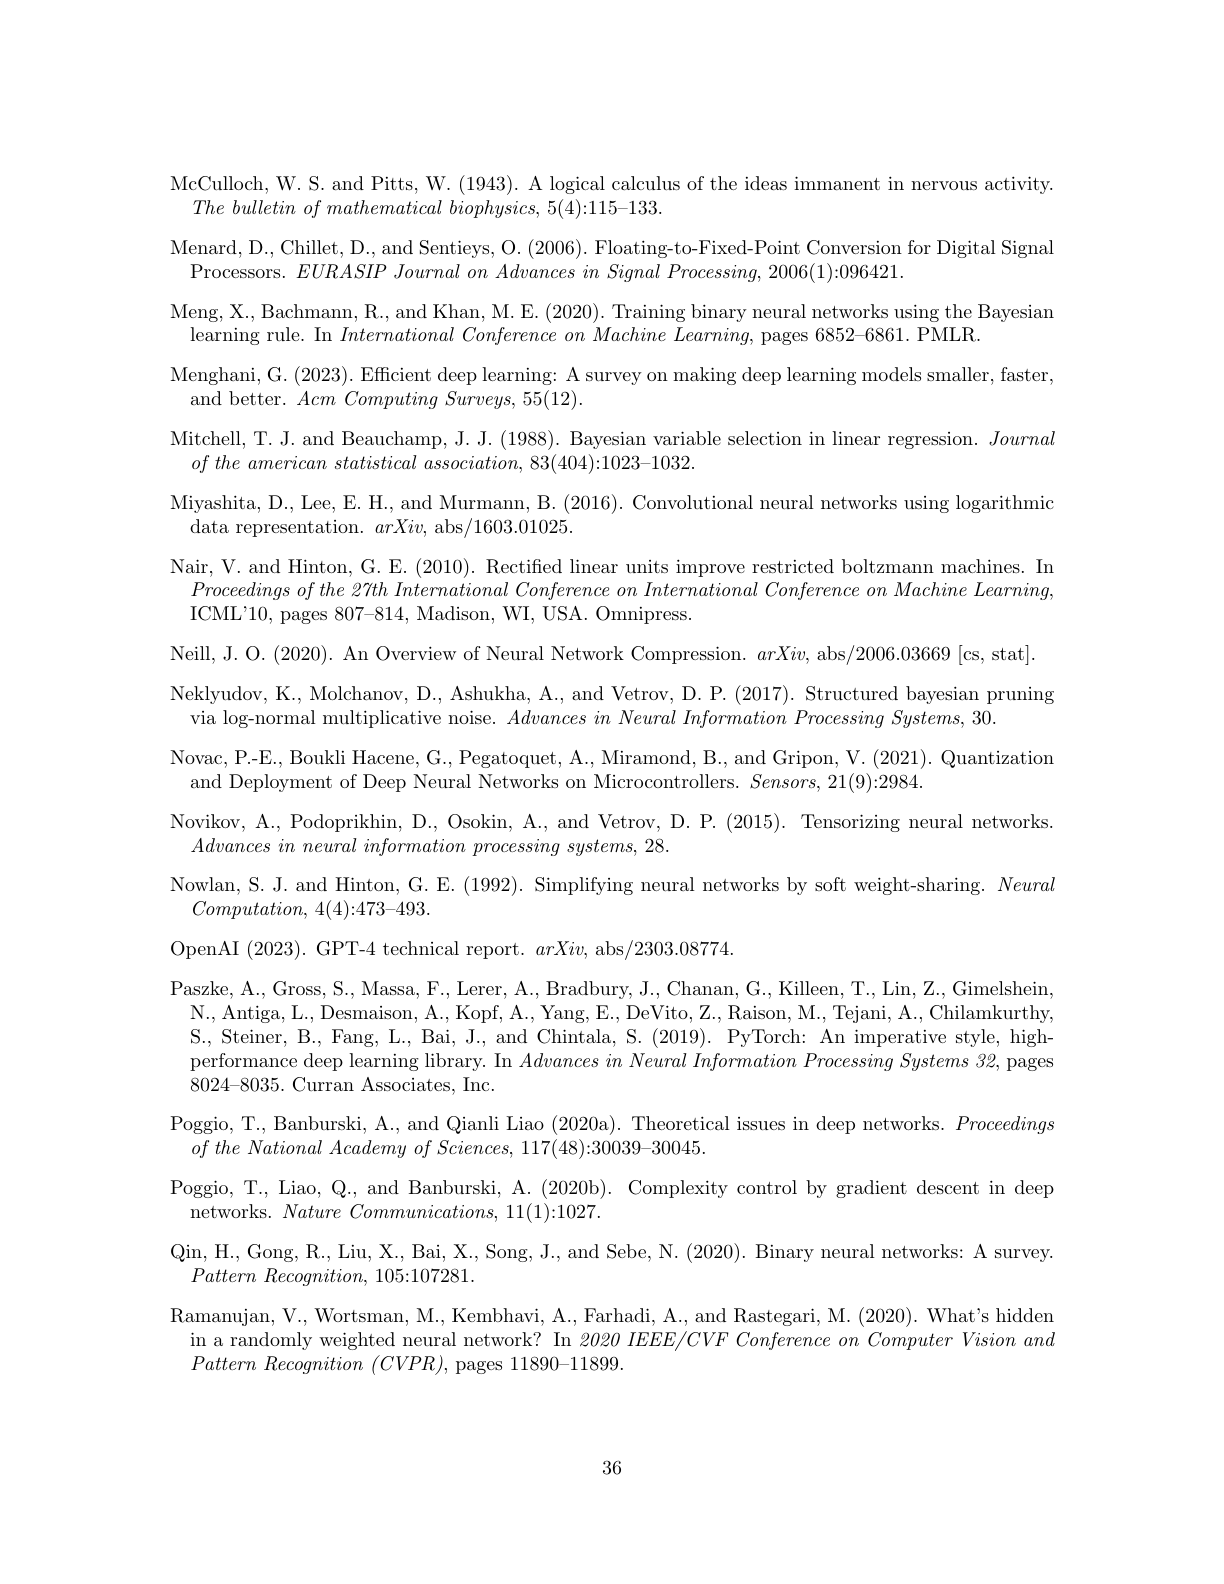 McCulloch, W. S. and Pitts, W. (1943). A logical calculus of the ideas immanent in nervous activity.
The bulletin of mathematical biophysics, 5(4):115–133.
Menard, D., Chillet, D., and Sentieys, O. (2006). Floating-to-Fixed-Point Conversion for Digital Signal
Processors. EURASIP Journal on Advances in Signal Processing, 2006(1):096421.
Meng, X., Bachmann, R., and Khan, M. E. (2020). Training binary neural networks using the Bayesian
learning rule. In International Conference on Machine Learning, pages 6852–6861. PMLR.
Menghani, G. (2023). Efficient deep learning: A survey on making deep learning models smaller, faster,
and better. Acm Computing Surveys, 55(12).
Mitchell, T. J. and Beauchamp, J. J. (1988). Bayesian variable selection in linear regression. Journal
of the american statistical association, 83(404):1023–1032.
Miyashita, D., Lee, E. H., and Murmann, B. (2016). Convolutional neural networks using logarithmic
data representation. arXiv, abs/1603.01025.
Nair, V. and Hinton, G. E. (2010). Rectified linear units improve restricted boltzmann machines. In
Proceedings of the 27th International Conference on International Conference on Machine Learning,
ICML'10, pages 807–814, Madison, WI, USA. Omnipress.
Neill, J. O. (2020). An Overview of Neural Network Compression. arXiv, abs/2006.03669 [cs, stat].
Neklyudov, K., Molchanov, D., Ashukha, A., and Vetrov, D. P. (2017). Structured bayesian pruning
via log-normal multiplicative noise. Advances in Neural Information Processing Systems, 30.
Novac, P.-E., Boukli Hacene, G., Pegatoquet, A., Miramond, B., and Gripon, V. (2021). Quantization
and Deployment of Deep Neural Networks on Microcontrollers. Sensors, 21(9):2984.
Novikov, A., Podoprikhin, D., Osokin, A., and Vetrov, D. P. (2015). Tensorizing neural networks.
Advances in neural information processing systems, 28.
Nowlan, S. J. and Hinton, G. E. (1992). Simplifying neural networks by soft weight-sharing. Neural
Computation, 4(4):473–493.
OpenAI (2023). GPT-4 technical report. arXiv, abs/2303.08774.
Paszke, A., Gross, S., Massa, F., Lerer, A., Bradbury, J., Chanan, G., Killeen, T., Lin, Z., Gimelshein,
N., Antiga, L., Desmaison, A., Kopf, A., Yang, E., DeVito, Z., Raison, M., Tejani, A., Chilamkurthy,
S., Steiner, B., Fang, L., Bai, J., and Chintala, S. (2019). PyTorch: An imperative style, high-
performance deep learning library. In Advances in Neural Information Processing Systems 32, pages
8024–8035. Curran Associates, Inc.
Poggio, T., Banburski, A., and Qianli Liao (2020a). Theoretical issues in deep networks. Proceedings
of the National Academy of Sciences, 117(48):30039–30045.
Poggio, T., Liao, Q., and Banburski, A. (2020b). Complexity control by gradient descent in deep
networks. Nature Communications, 11(1):1027.
Qin, H., Gong, R., Liu, X., Bai, X., Song, J., and Sebe, N. (2020). Binary neural networks: A survey.
Pattern Recognition, 105:107281.
Ramanujan, V., Wortsman, M., Kembhavi, A., Farhadi, A., and Rastegari, M. (2020). What's hidden
in a randomly weighted neural network? In 2020 IEEE/CVF Conference on Computer Vision and
Pattern Recognition (CVPR), pages 11890–11899.
36